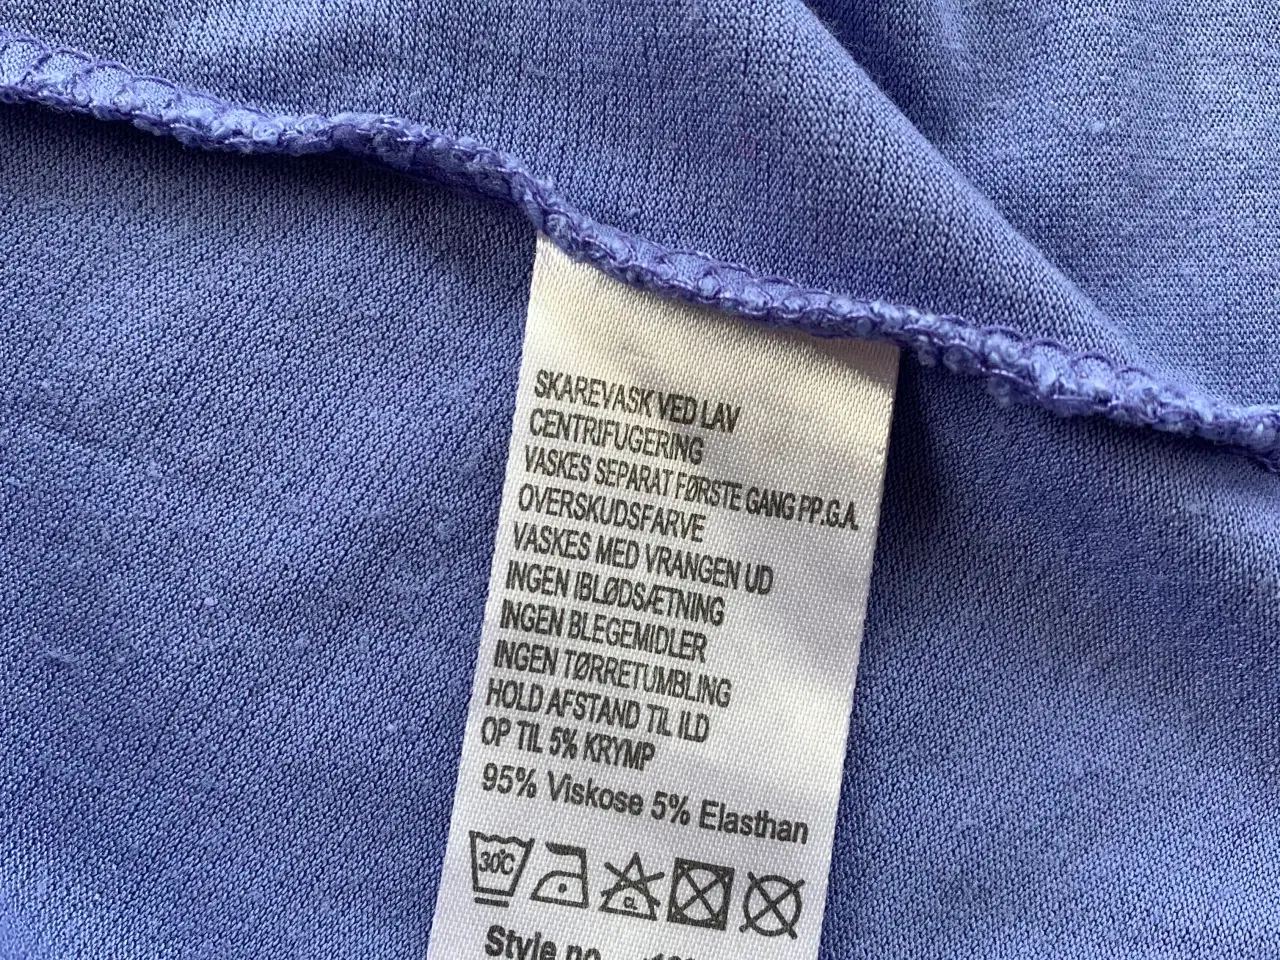 SKAREVASK VED LAV
CENTRIFUGERING
VASKES SEPARAT FØRSTE GANG PP.G.A.
OVERSKUDSFARVE
VASKES MED VRANGEN UD
INGEN IBLØDSÆTNING
INGEN BLEGEMIDLER
INGEN TØRRETUMBLING
HOLD AFSTAND TIL ILD
OP TIL 5% KRYMP
95% Viskose 5% Elasthan
30°C CL
Style no